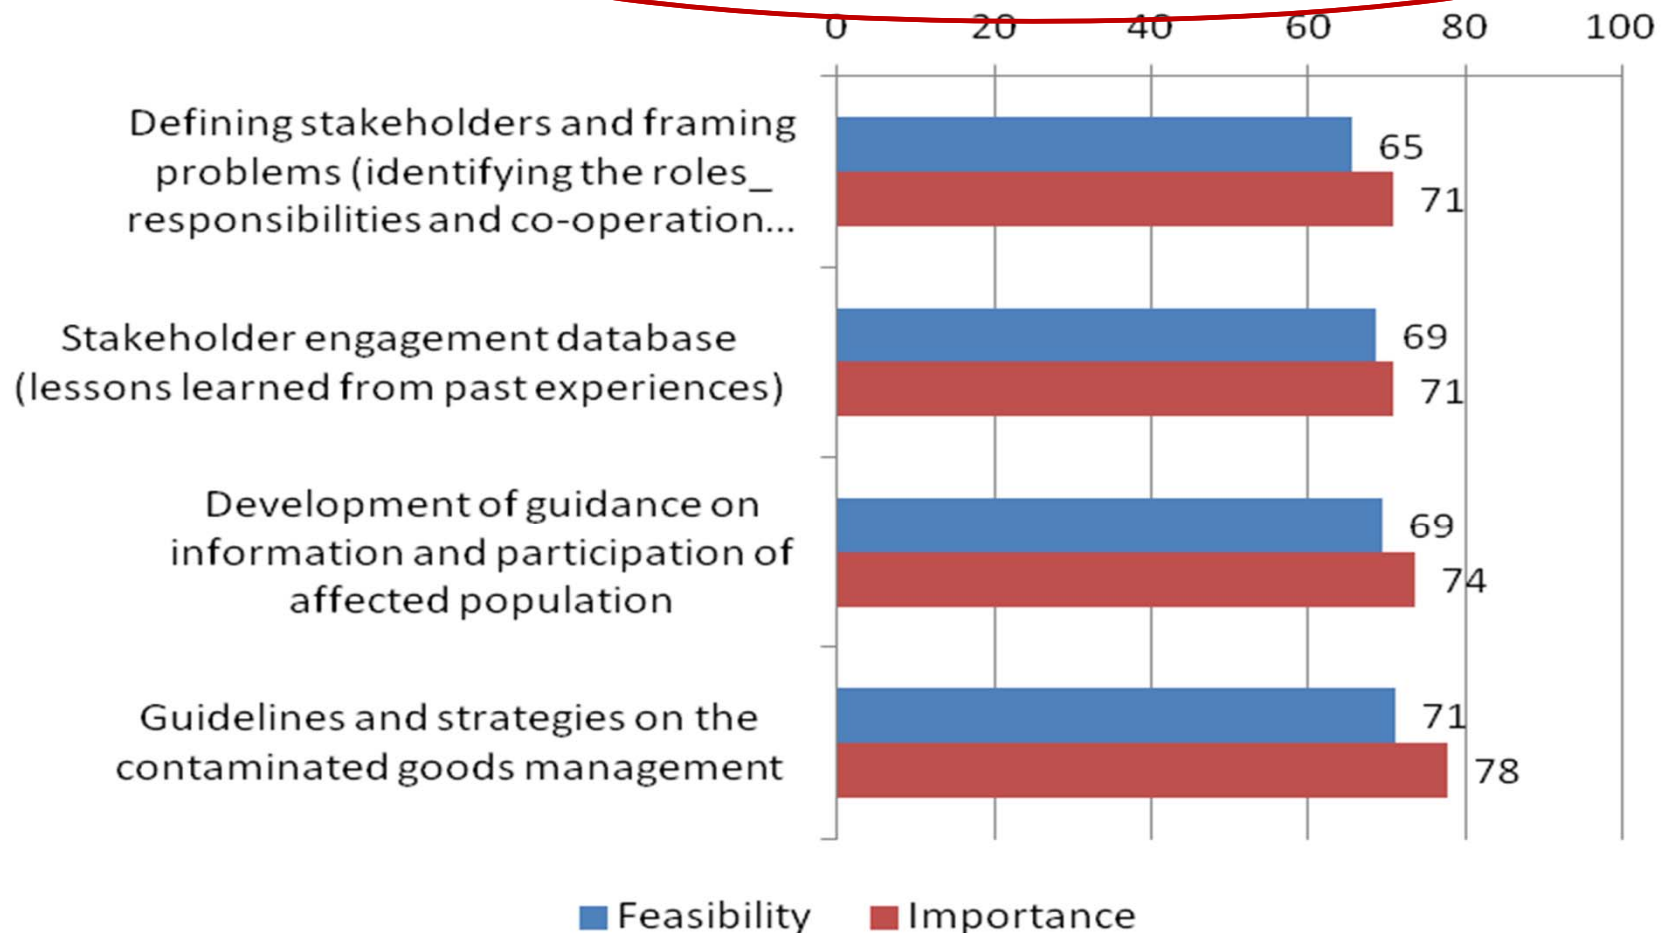 0 20 40 60 80 100
Defining stakeholders and framing
problems (identifying the roles_
responsibilities and co-operation...
65
71
Stakeholder engagement database
(lessons learned from past experiences)
69
71
Development of guidance on
information and participation of
affected population
69
74
Guidelines and strategies on the
contaminated goods management
71
78
Feasibility Importance